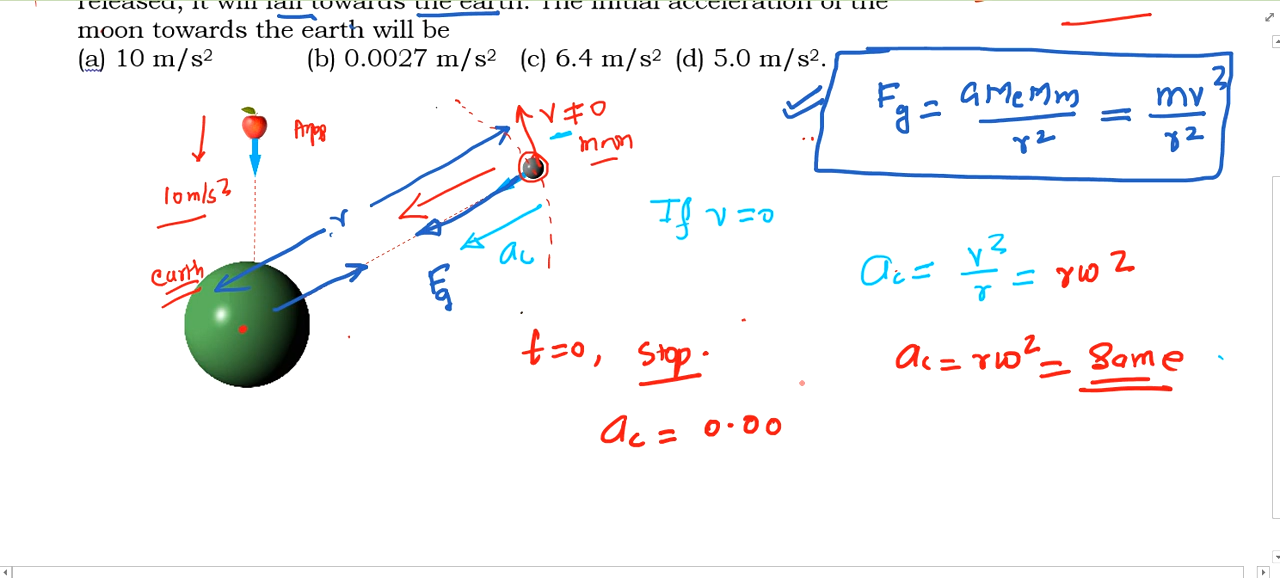 released, it will fall towards the earth. The initial acceleration of the
moon towards the earth will be
(a) 10 m/s2 (b) 0.0027 m/s2 (c) 6.4 m/s2 (d) 5.0 m/s2.
Fg = GMeMm/r2 = mv2/r2
v≠0
moon
10m/s2
r
If v=0
ac
earth
Fg
ac = v2/r = rω2
t=0, Stop.
ac = rω2 = Same
ac = 0.00